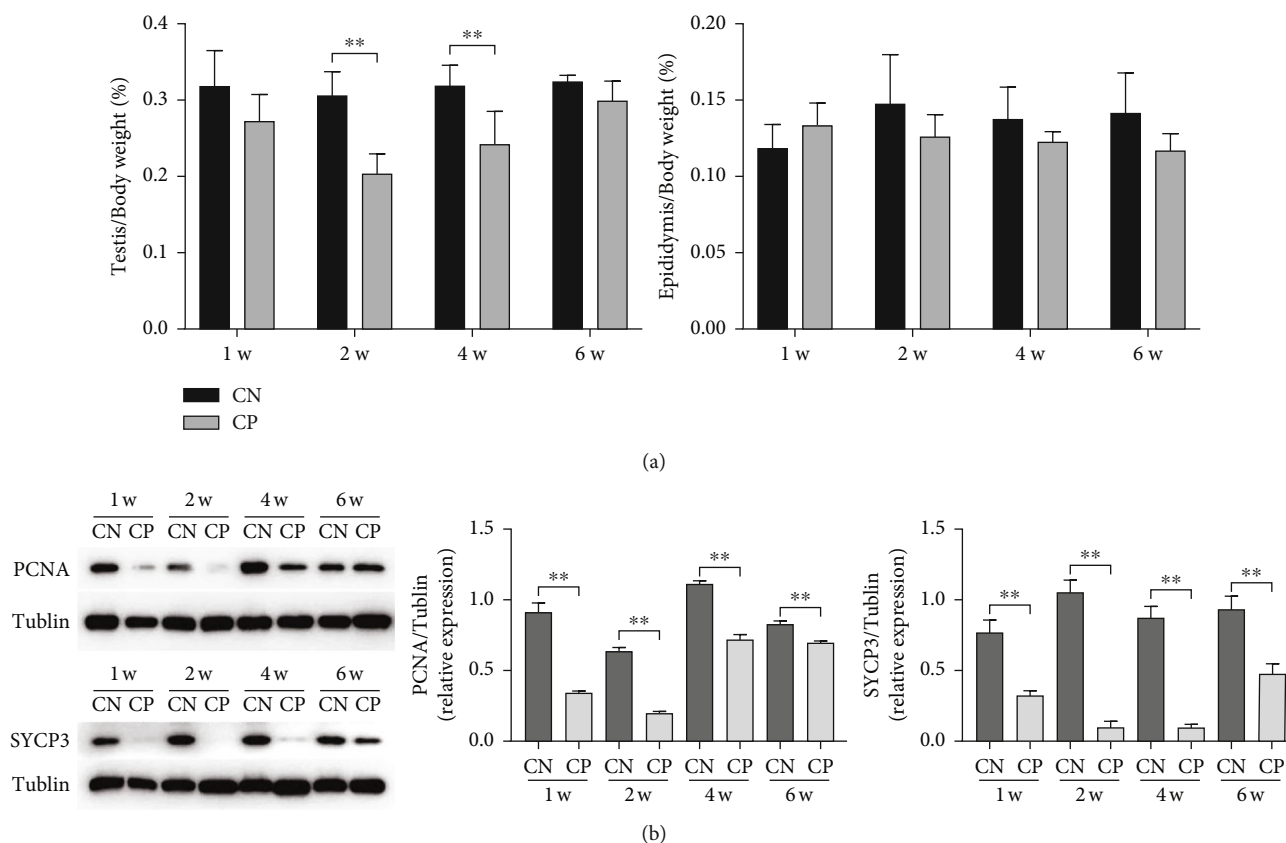 Testis/Body weight (%)
0.4
0.3
0.2
0.1
0.0
**
**
1 w
2 w
4 w
6 w
CN
CP
Epididymis/Body weight (%)
0.20
0.15
0.10
0.05
0.00
1 w
2 w
4 w
6 w
(a)
1 w 2 w 4 w 6 w
CN CP CN CP CN CP CN CP
PCNA
Tublin
1 w 2 w 4 w 6 w
CN CP CN CP CN CP CN CP
SYCP3
Tublin
PCNA/Tublin
(relative expression)
1.5
1.0
0.5
0.0
** ** ** **
CN CP CN CP CN CP CN CP
1 w 2 w 4 w 6 w
SYCP3/Tublin
(relative expression)
1.5
1.0
0.5
0.0
** ** ** **
CN CP CN CP CN CP CN CP
1 w 2 w 4 w 6 w
(b)